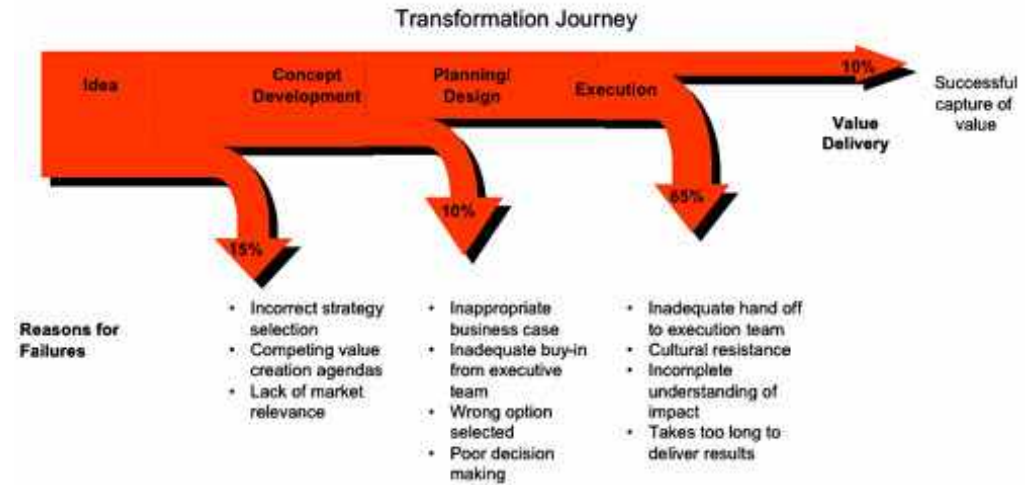 Transformation Journey
Idea
Concept
Development
Planning/
Design
Execution
10%
Successful
capture of
value
Value
Delivery
15%
10%
65%
Reasons for
Failures
• Incorrect strategy
selection
• Competing value
creation agendas
• Lack of market
relevance
• Inappropriate
business case
• Inadequate buy-in
from executive
team
• Wrong option
selected
• Poor decision
making
• Inadequate hand off
to execution team
• Cultural resistance
• Incomplete
understanding of
impact
• Takes too long to
deliver results